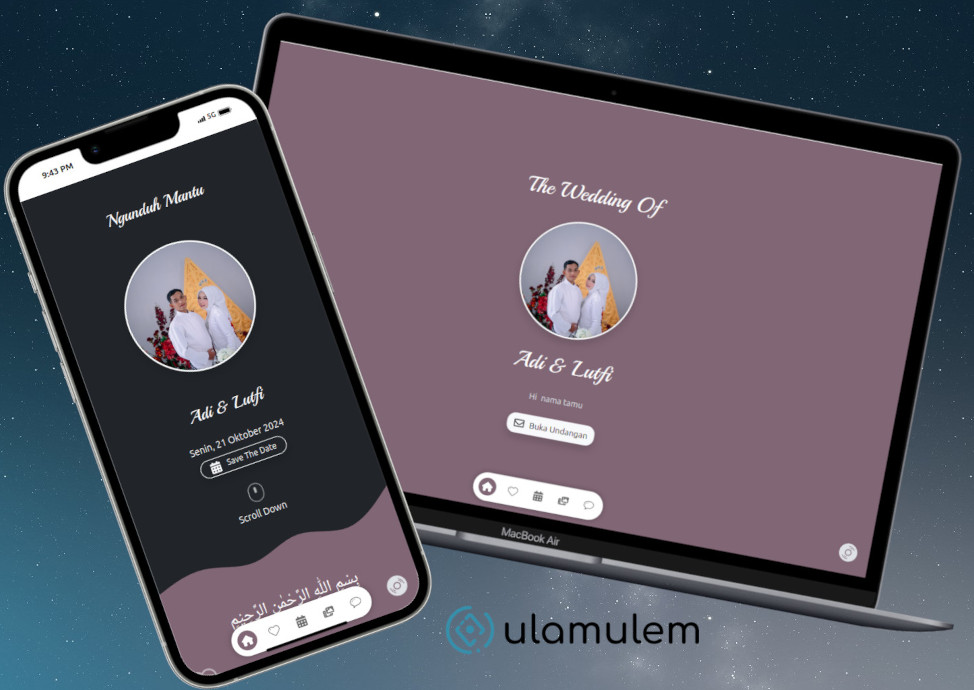 9:43 PM
5G
Ngunduh Mantu
Adi & Lutfi
Senin, 21 Oktober 2024
Save The Date
Scroll Down
بِسْمِ اللّٰهِ الرَّحْمٰنِ الرَّحِيْمِ
The Wedding Of
Adi & Lutfi
Hi nama tamu
Buka Undangan
MacBook Air
ulamulem